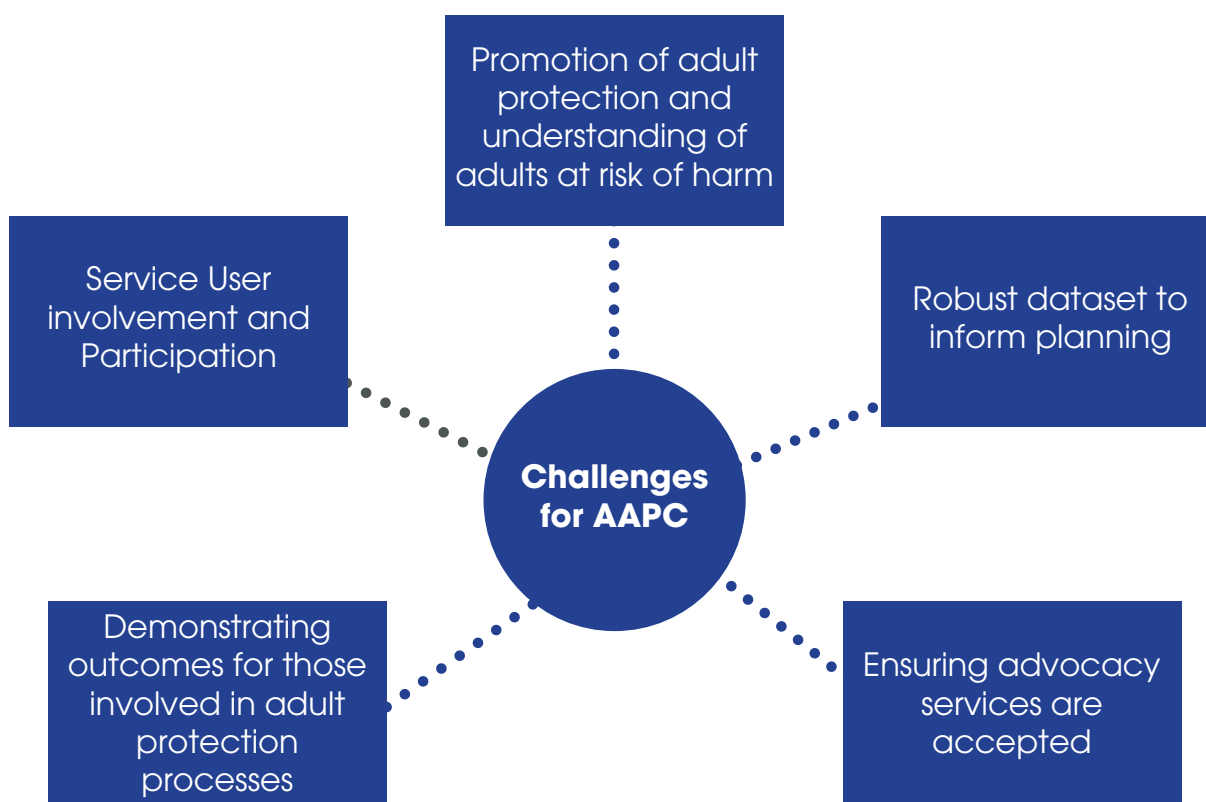 Promotion of adult
protection and
understanding of
adults at risk of harm
Service User
involvement and
Participation
Robust dataset to
inform planning
Challenges
for AAPC
Demonstrating
outcomes for those
involved in adult
protection
processes
Ensuring advocacy
services are
accepted